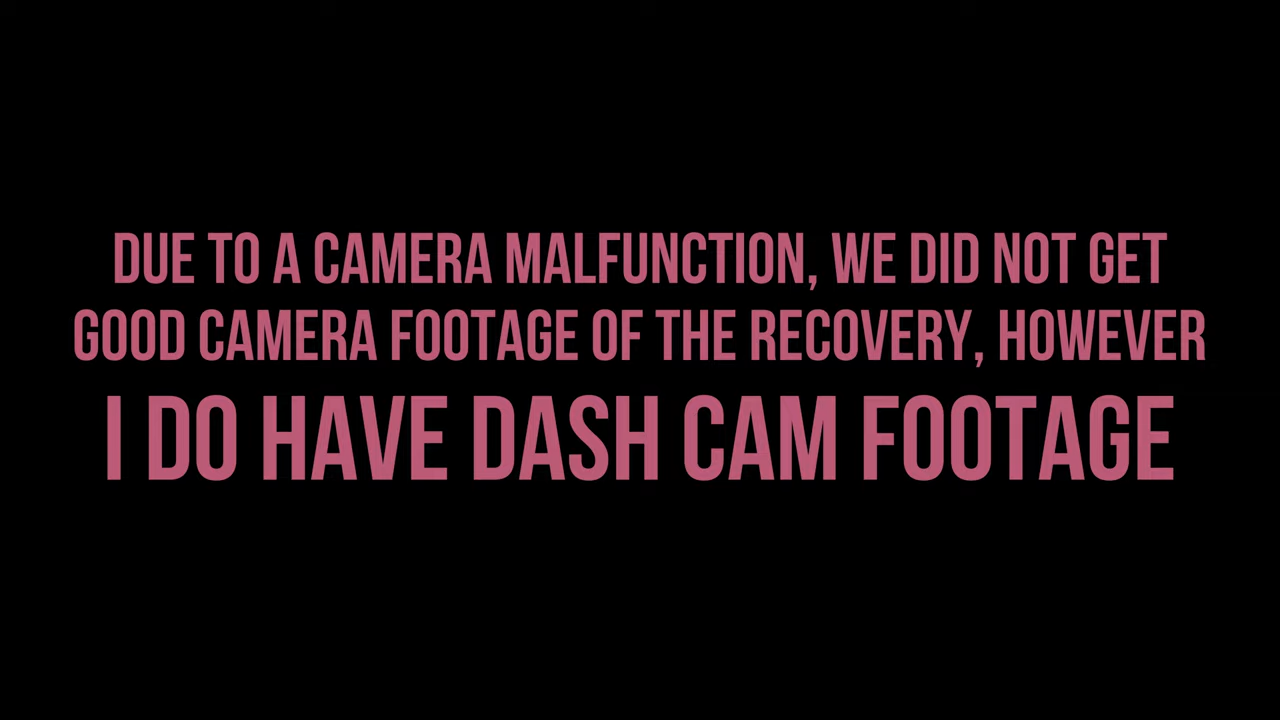 DUE TO A CAMERA MALFUNCTION, WE DID NOT GET
GOOD CAMERA FOOTAGE OF THE RECOVERY, HOWEVER
I DO HAVE DASH CAM FOOTAGE